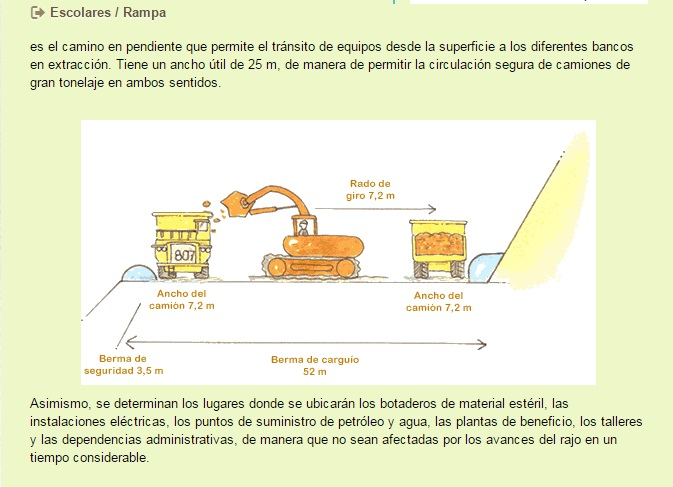 Escolares / Rampa
es el camino en pendiente que permite el tránsito de equipos desde la superficie a los diferentes bancos
en extracción. Tiene un ancho útil de 25 m, de manera de permitir la circulación segura de camiones de
gran tonelaje en ambos sentidos.
Rado de
giro 7,2 m
807
Ancho del
camión 7,2 m
Ancho del
camión 7,2 m
Berma de
seguridad 3,5 m
Berma de carguío
52 m
Asimismo, se determinan los lugares donde se ubicarán los botaderos de material estéril, las
instalaciones eléctricas, los puntos de suministro de petróleo y agua, las plantas de beneficio, los talleres
y las dependencias administrativas, de manera que no sean afectadas por los avances del rajo en un
tiempo considerable.